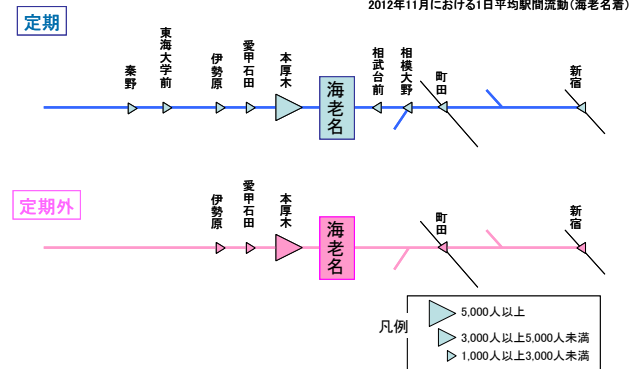 2012年11月における1日平均駅間流動（海老名着）
定期
秦野
東海大学前
伊勢原
愛甲石田
本厚木
海老名
相武台前
相模大野
町田
新宿
定期外
伊勢原
愛甲石田
本厚木
海老名
町田
新宿
凡例
5,000人以上
3,000人以上5,000人未満
1,000人以上3,000人未満